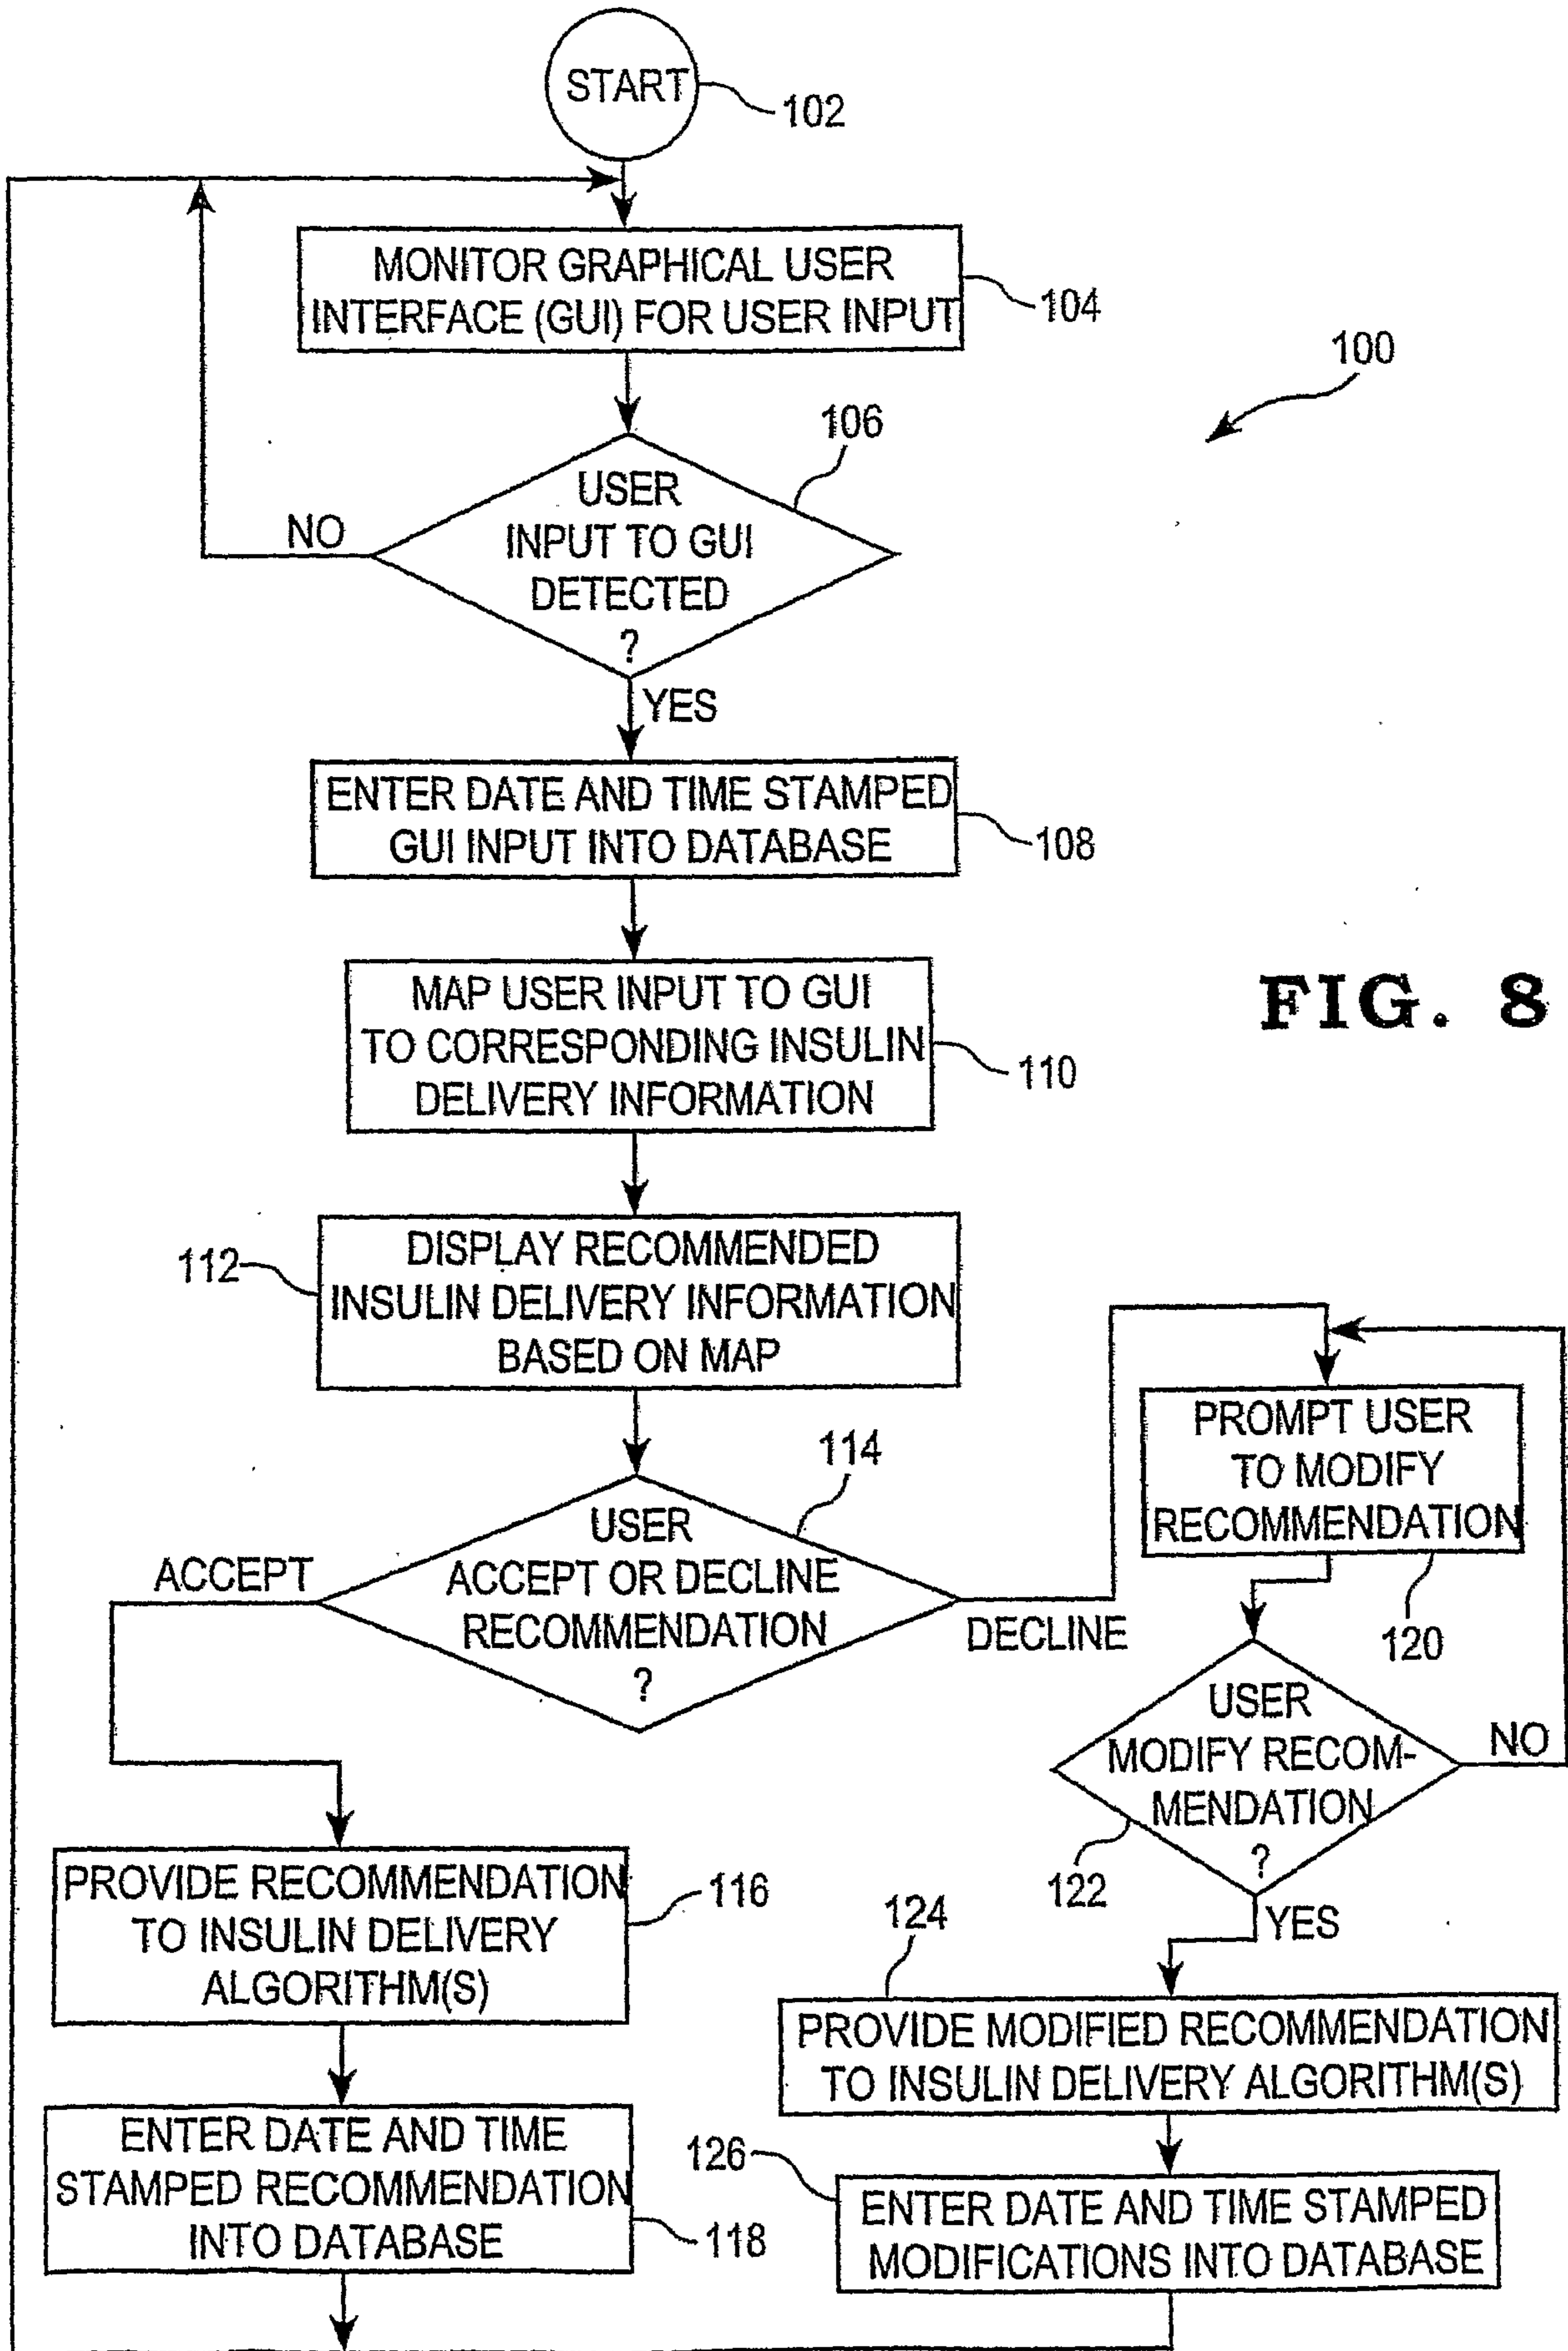 START
102
MONITOR GRAPHICAL USER
INTERFACE (GUI) FOR USER INPUT
104
100
106
USER
INPUT TO GUI
DETECTED
?
NO
YES
ENTER DATE AND TIME STAMPED
GUI INPUT INTO DATABASE
108
MAP USER INPUT TO GUI
TO CORRESPONDING INSULIN
DELIVERY INFORMATION
110
FIG. 8
112
DISPLAY RECOMMENDED
INSULIN DELIVERY INFORMATION
BASED ON MAP
114
USER
ACCEPT OR DECLINE
RECOMMENDATION
?
ACCEPT
DECLINE
PROMPT USER
TO MODIFY
RECOMMENDATION
120
USER
MODIFY RECOM-
MENDATION
?
NO
122
YES
PROVIDE RECOMMENDATION
TO INSULIN DELIVERY
ALGORITHM(S)
116
124
PROVIDE MODIFIED RECOMMENDATION
TO INSULIN DELIVERY ALGORITHM(S)
ENTER DATE AND TIME
STAMPED RECOMMENDATION
INTO DATABASE
118
126
ENTER DATE AND TIME STAMPED
MODIFICATIONS INTO DATABASE